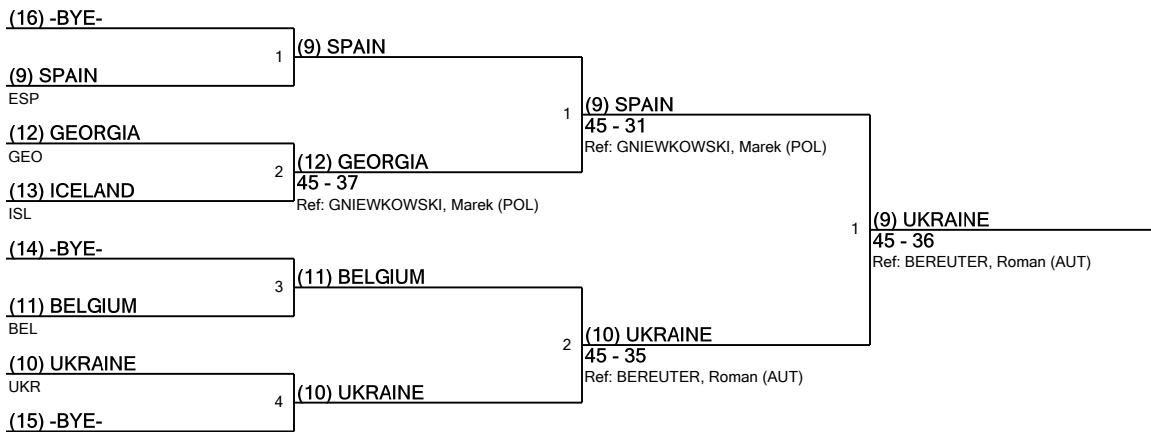 (16) -BYE-
(9) SPAIN
1
(9) SPAIN
ESP
(9) SPAIN
1
45 - 31
Ref: GNIEWKOWSKI, Marek (POL)
(12) GEORGIA
GEO
(12) GEORGIA
2
45 - 37
Ref: GNIEWKOWSKI, Marek (POL)
(13) ICELAND
ISL
(9) UKRAINE
1
45 - 36
Ref: BEREUTER, Roman (AUT)
(14) -BYE-
(11) BELGIUM
3
(11) BELGIUM
BEL
(10) UKRAINE
2
45 - 35
Ref: BEREUTER, Roman (AUT)
(10) UKRAINE
UKR
(10) UKRAINE
4
(15) -BYE-